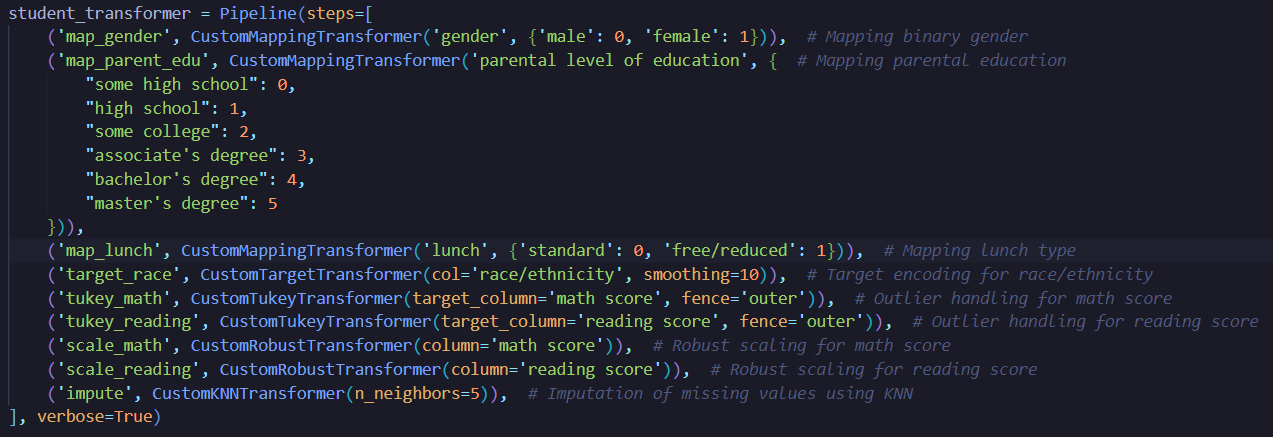 student_transformer = Pipeline(steps=[
    ('map_gender', CustomMappingTransformer('gender', {'male': 0, 'female': 1})),  # Mapping binary gender
    ('map_parent_edu', CustomMappingTransformer('parental level of education', {  # Mapping parental education
        "some high school": 0,
        "high school": 1,
        "some college": 2,
        "associate's degree": 3,
        "bachelor's degree": 4,
        "master's degree": 5
    })),
    ('map_lunch', CustomMappingTransformer('lunch', {'standard': 0, 'free/reduced': 1})),  # Mapping lunch type
    ('target_race', CustomTargetTransformer(col='race/ethnicity', smoothing=10)),  # Target encoding for race/ethnicity
    ('tukey_math', CustomTukeyTransformer(target_column='math score', fence='outer')),  # Outlier handling for math score
    ('tukey_reading', CustomTukeyTransformer(target_column='reading score', fence='outer')),  # Outlier handling for reading score
    ('scale_math', CustomRobustTransformer(column='math score')),  # Robust scaling for math score
    ('scale_reading', CustomRobustTransformer(column='reading score')),  # Robust scaling for reading score
    ('impute', CustomKNNTransformer(n_neighbors=5)),  # Imputation of missing values using KNN
], verbose=True)